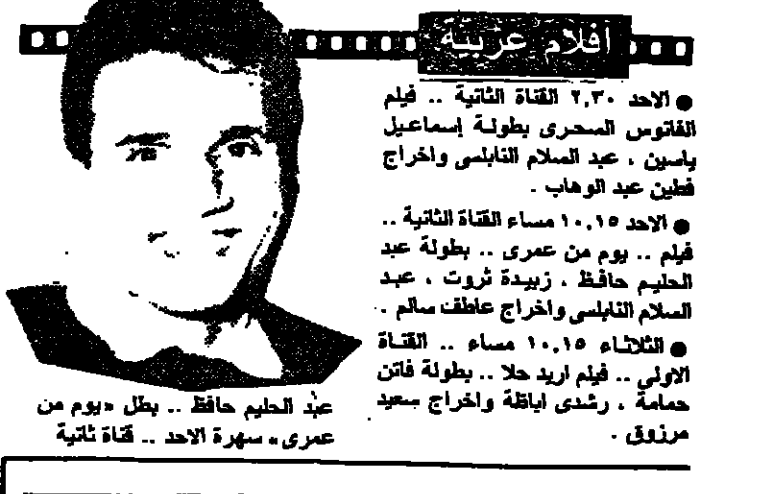 افلام عربية
● الاحد ٢,٣٠ القناة الثانية .. فيلم
الفانوس السحرى بطولة إسماعيل
ياسين ، عبد السلام النابلسى واخراج
فطين عبد الوهاب .
● الاحد ١٠,١٥ مساء القناة الثانية ..
فيلم .. يوم من عمرى .. بطولة عبد
الحليم حافظ ، زبيدة ثروت ، عبد
السلام النابلسى واخراج عاطف سالم .
● الثلاثاء ١٠,١٥ مساء .. القناة
الاولى .. فيلم اريد حلا .. بطولة فاتن
حمامة ، رشدى اباظة واخراج سعيد
مرزوق .
عبد الحليم حافظ .. بطل «يوم من
عمرى» سهرة الاحد .. قناة ثانية